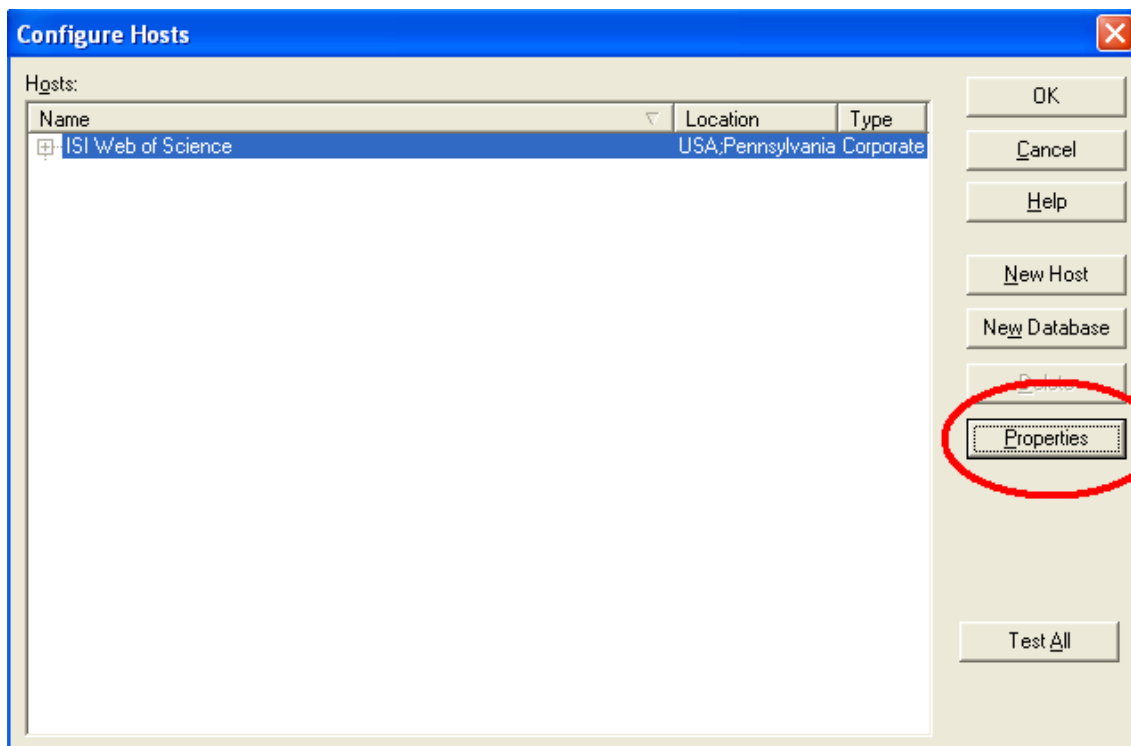 Configure Hosts
Hosts:
Name Location Type
ISI Web of Science USA;Pennsylvania Corporate
OK
Cancel
Help
New Host
New Database
Delete
Properties
Test All